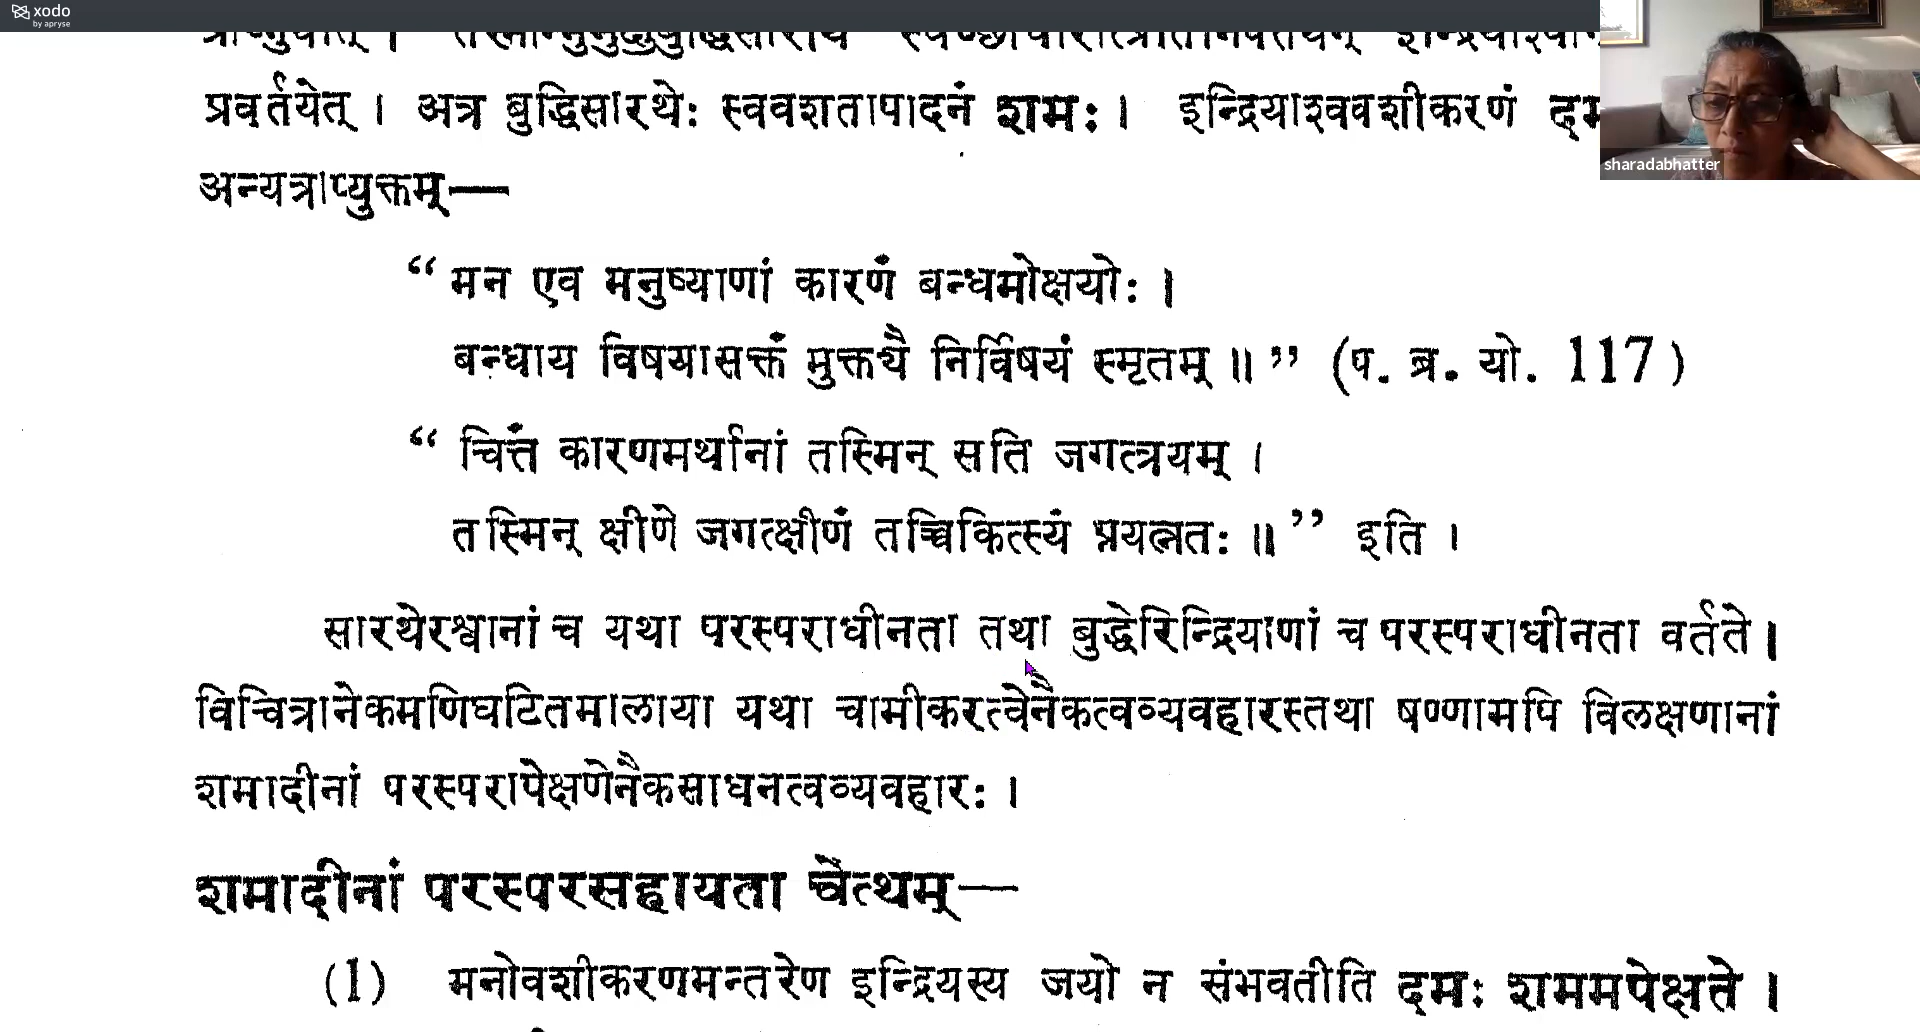 xodo
by apryse
प्रवर्तयेत् । अत्र बुद्धिसारथेः स्ववशतापादनं शमः । इन्द्रियाश्ववशीकरणं
sharadabhatter
अन्यत्राप्युक्तम्—
“ मन एव मनुष्याणां कारणं बन्धमोक्षयोः ।
बन्धाय विषयासक्तं मुक्तयै निर्विषयं स्मृतम् ॥ ” (प. ब्र. यो. 117 )
“ चित्तं कारणमर्थानां तस्मिन् सति जगत्त्रयम् ।
तस्मिन् क्षीणे जगत्क्षीणं तच्चिकित्स्यं प्रयत्नतः ॥ ” इति ।
सारथेरश्वानां च यथा परस्पराधीनता तथा बुद्धेरिन्द्रियाणां च परस्पराधीनता वर्तते ।
विचित्रानेकमणिघटितमालाया यथा चामीकरत्वेनैकत्वव्यवहारस्तथा षण्णामपि विलक्षणानां
शमादीनां परस्परापेक्षणेनैकसाधनत्वव्यवहारः ।
शमादीनां परस्परसहायता चेत्थम्—
(1) मनोवशीकरणमन्तरेण इन्द्रियस्य जयो न संभवतीति दमः शममपेक्षते ।